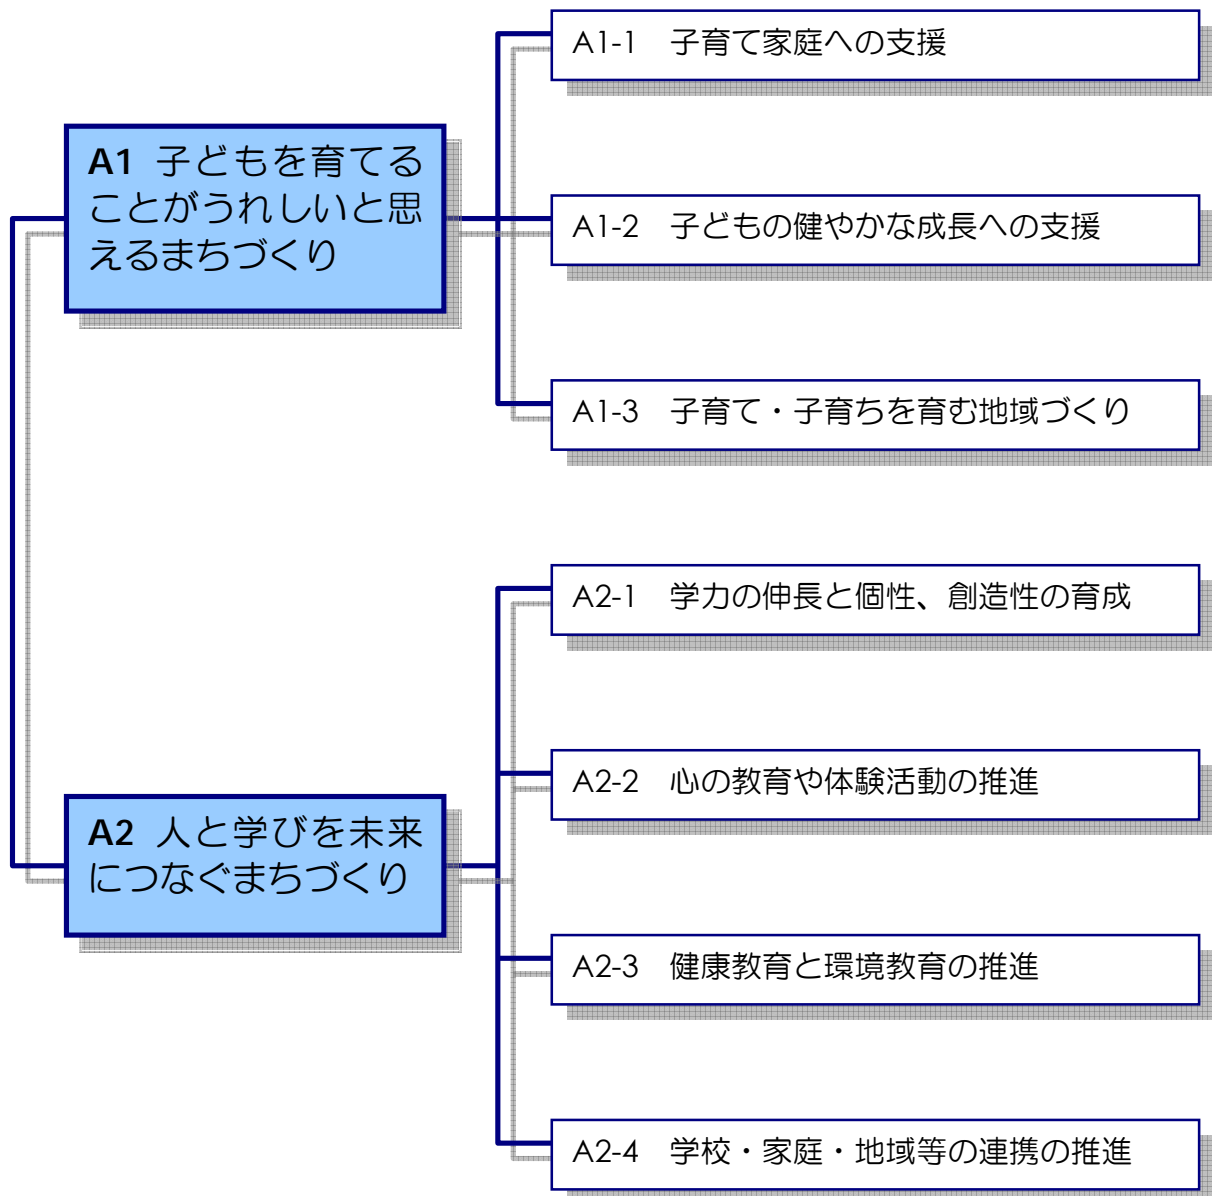 A1 子どもを育てる
ことがうれしいと思
えるまちづくり
A1-1 子育て家庭への支援
A1-2 子どもの健やかな成長への支援
A1-3 子育て・子育ちを育む地域づくり
A2 人と学びを未来
につなぐまちづくり
A2-1 学力の伸長と個性、創造性の育成
A2-2 心の教育や体験活動の推進
A2-3 健康教育と環境教育の推進
A2-4 学校・家庭・地域等の連携の推進